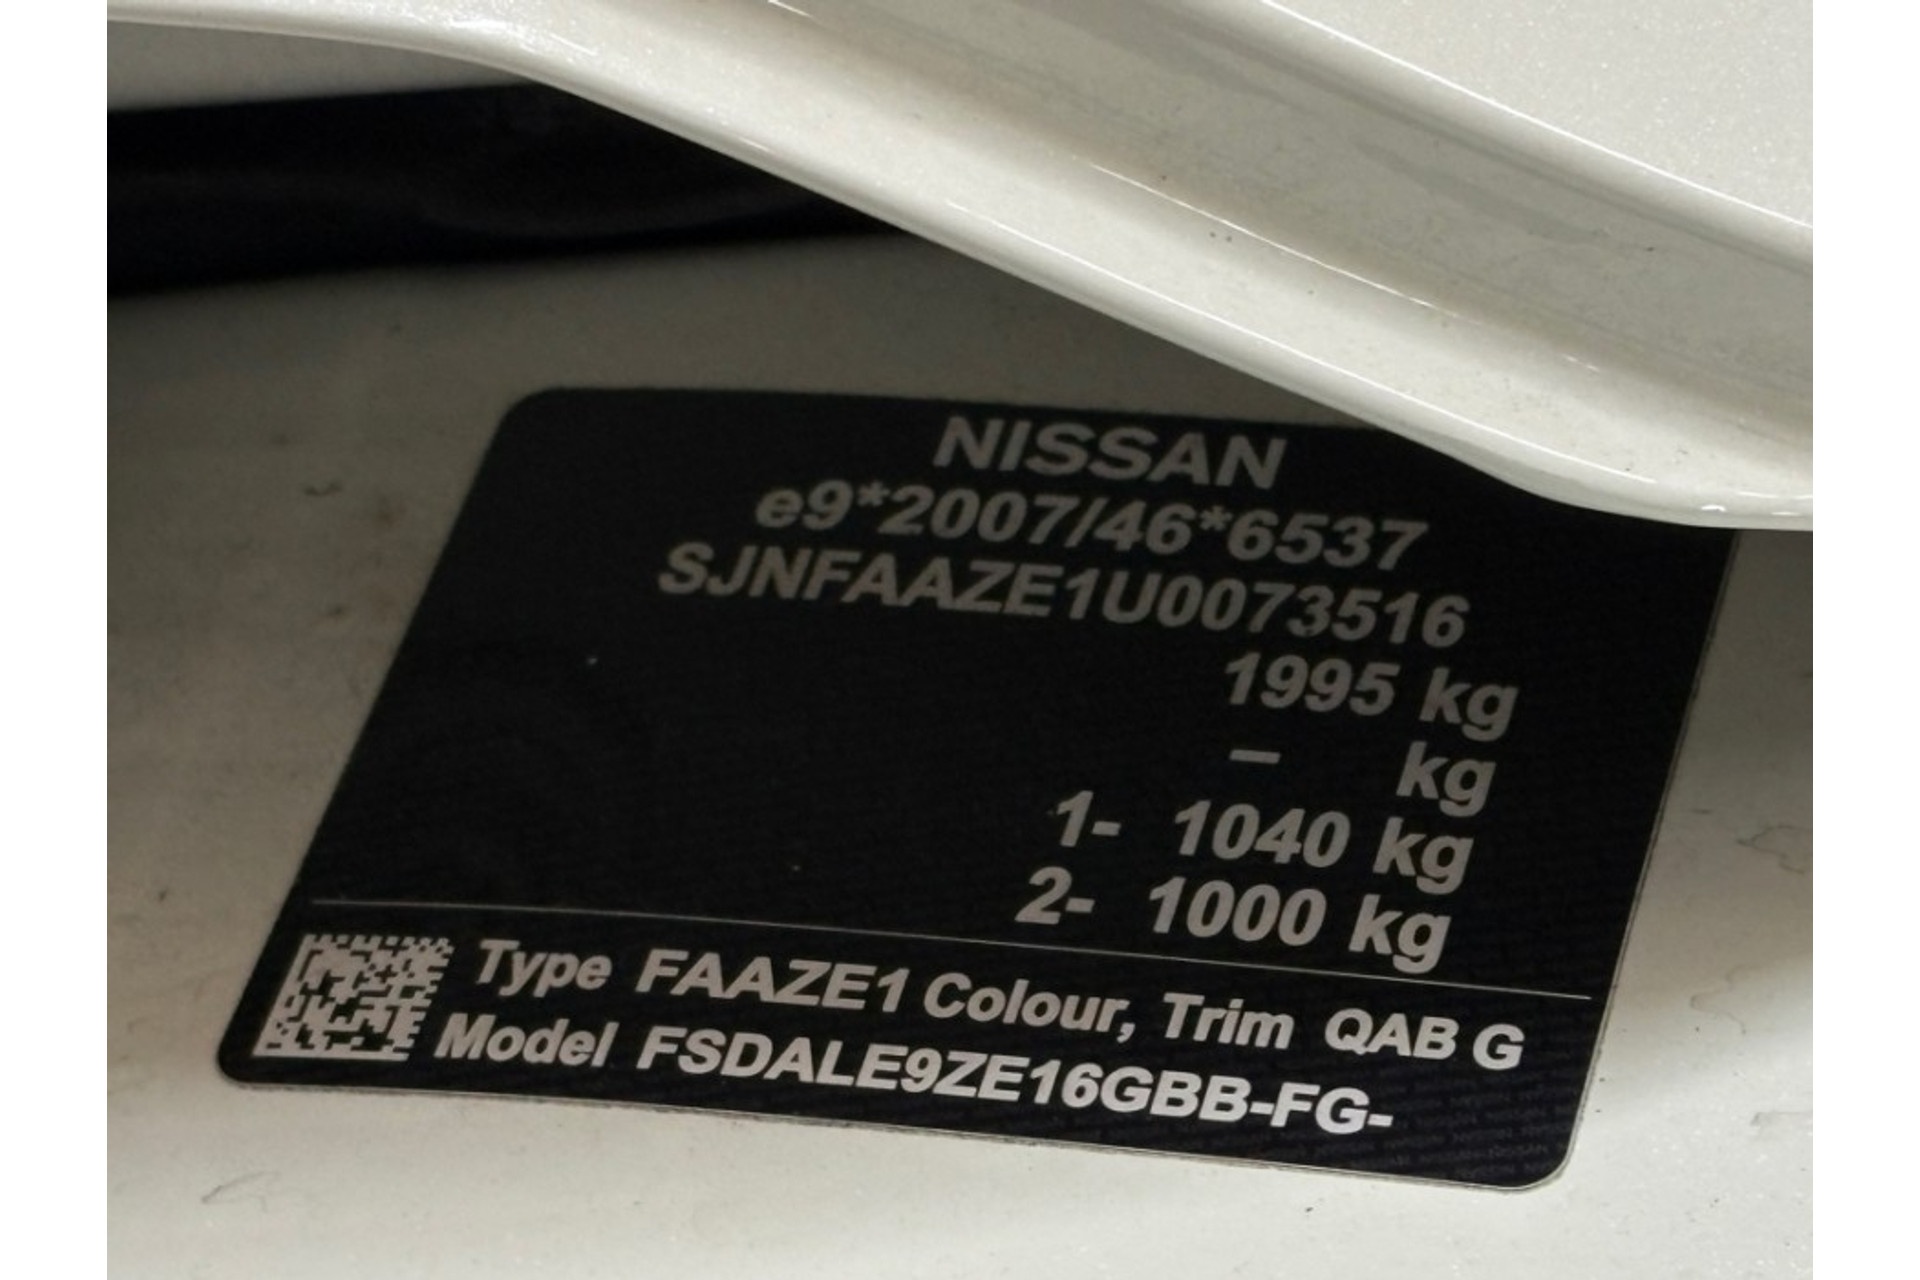 NISSAN
e9*2007/46*6537
SJNFAAZE1U0073516
1995 kg
– kg
1- 1040 kg
2- 1000 kg
Type FAAZE1 Colour, Trim QAB G
Model FSDALE9ZE16GBB-FG-